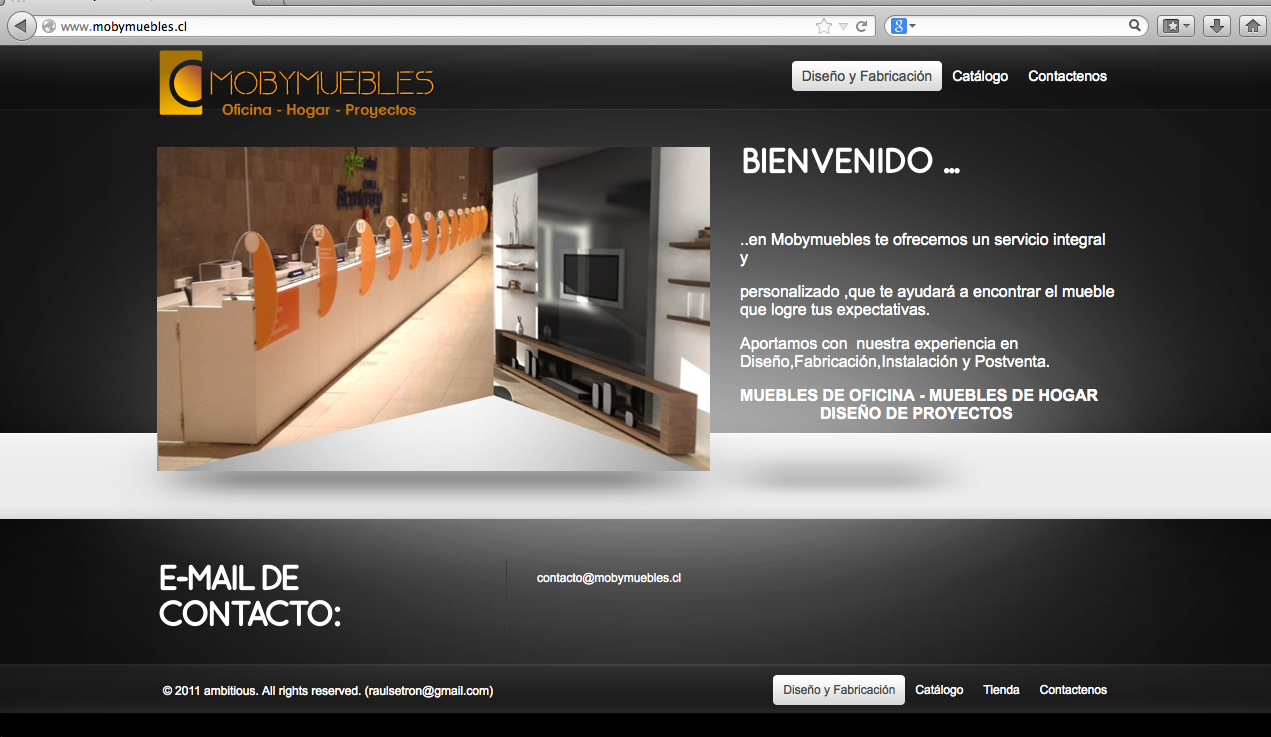 www.mobymuebles.cl
MOBYMUEBLES
Oficina - Hogar - Proyectos
Diseño y Fabricación
Catálogo
Contactenos
BIENVENIDO ...
..en Mobymuebles te ofrecemos un servicio integral
y
personalizado ,que te ayudará a encontrar el mueble
que logre tus expectativas.
Aportamos con nuestra experiencia en
Diseño,Fabricación,Instalación y Postventa.
MUEBLES DE OFICINA - MUEBLES DE HOGAR
DISEÑO DE PROYECTOS
12
11
10
E-MAIL DE
CONTACTO:
contacto@mobymuebles.cl
© 2011 ambitious. All rights reserved. (raulsetron@gmail.com)
Diseño y Fabricación
Catálogo
Tienda
Contactenos